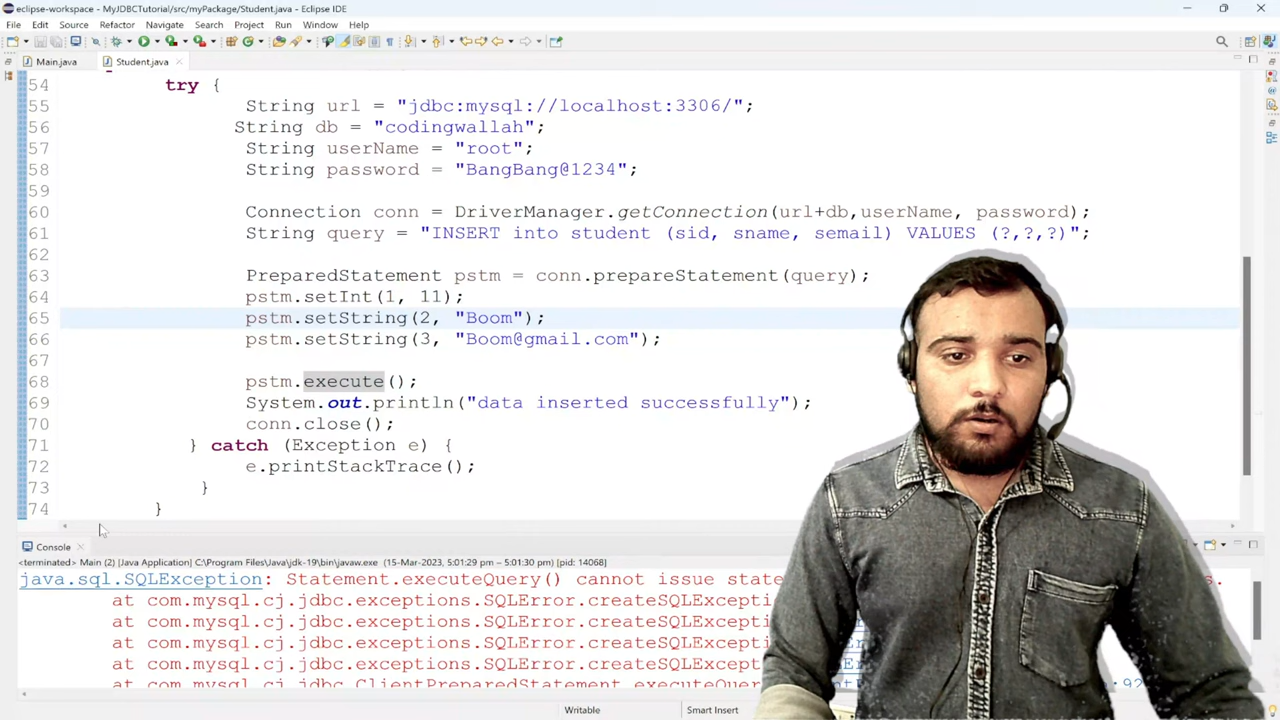 eclipse-workspace - MyJDBCTutorial/src/myPackage/Student.java - Eclipse IDE
File Edit Source Refactor Navigate Search Project Run Window Help
Main.java Student.java
54 try {
55 String url = "jdbc:mysql://localhost:3306/";
56 String db = "codingwallah";
57 String userName = "root";
58 String password = "BangBang@1234";
59
60 Connection conn = DriverManager.getConnection(url+db,userName, password);
61 String query = "INSERT into student (sid, sname, semail) VALUES (?,?,?)";
62
63 PreparedStatement pstm = conn.prepareStatement(query);
64 pstm.setInt(1, 11);
65 pstm.setString(2, "Boom");
66 pstm.setString(3, "Boom@gmail.com");
67
68 pstm.execute();
69 System.out.println("data inserted successfully");
70 conn.close();
71 } catch (Exception e) {
72 e.printStackTrace();
73 }
74 }
Console
<terminated> Main (2) [Java Application] C:\Program Files\Java\jdk-19\bin\javaw.exe (15-Mar-2023, 5:01:29 pm – 5:01:30 pm) [pid: 14068]
java.sql.SQLException: Statement.executeQuery() cannot issue state s.
at com.mysql.cj.jdbc.exceptions.SQLError.createSQLExcepti
at com.mysql.cj.jdbc.exceptions.SQLError.createSQLExcepti
at com.mysql.cj.jdbc.exceptions.SQLError.createSQLExcepti
at com.mysql.cj.jdbc.exceptions.SQLError.createSQLExcept
at com.mysql.cj.jdbc.ClientPreparedStatement.executeQuer :92
Writable Smart Insert